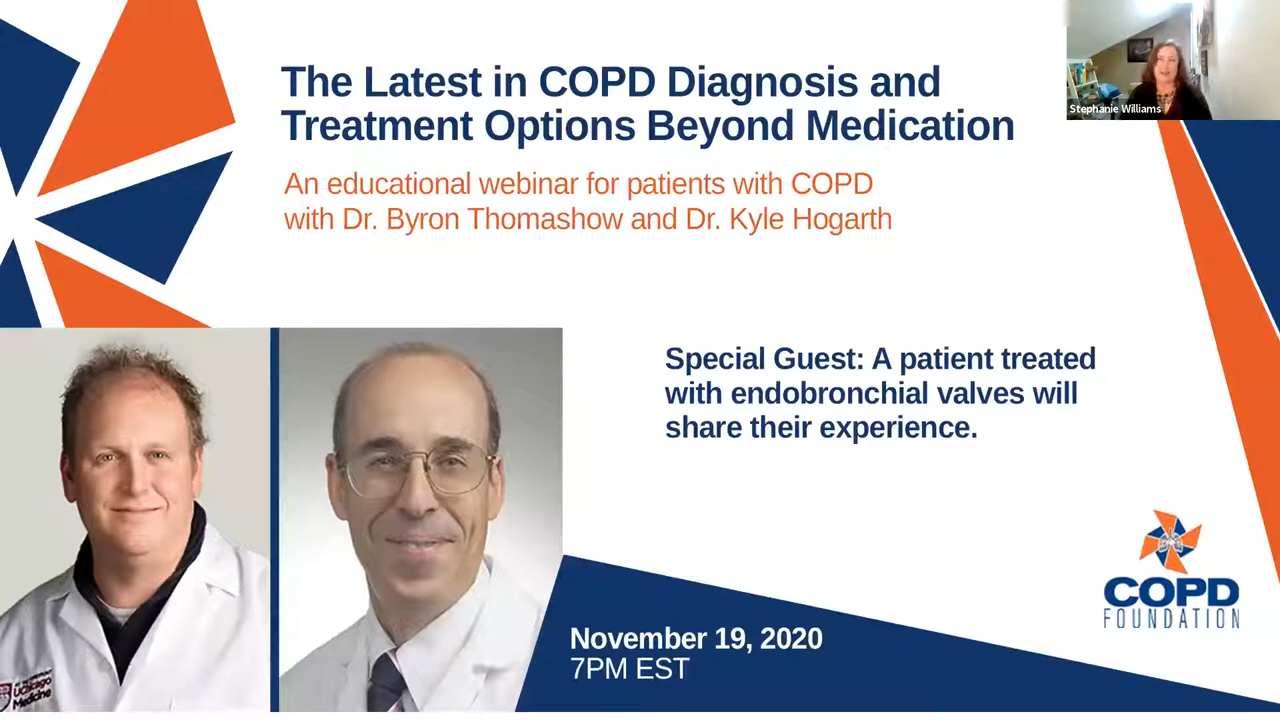 The Latest in COPD Diagnosis and
Treatment Options Beyond Medication
Stephanie Williams
An educational webinar for patients with COPD
with Dr. Byron Thomashow and Dr. Kyle Hogarth
Special Guest: A patient treated
with endobronchial valves will
share their experience.
COPD
FOUNDATION
November 19, 2020
7PM EST
UChicago
Medicine